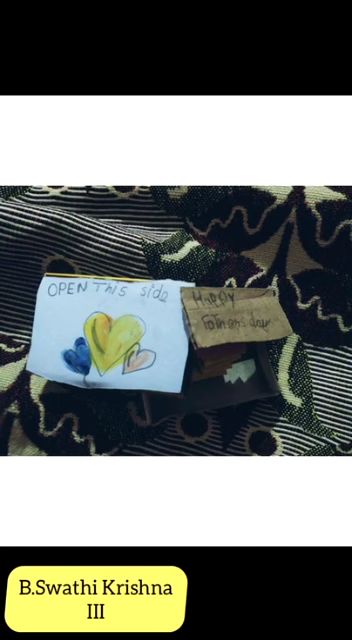 OPEN THIS side
HAPPY
FatHers day
B.Swathi Krishna
III